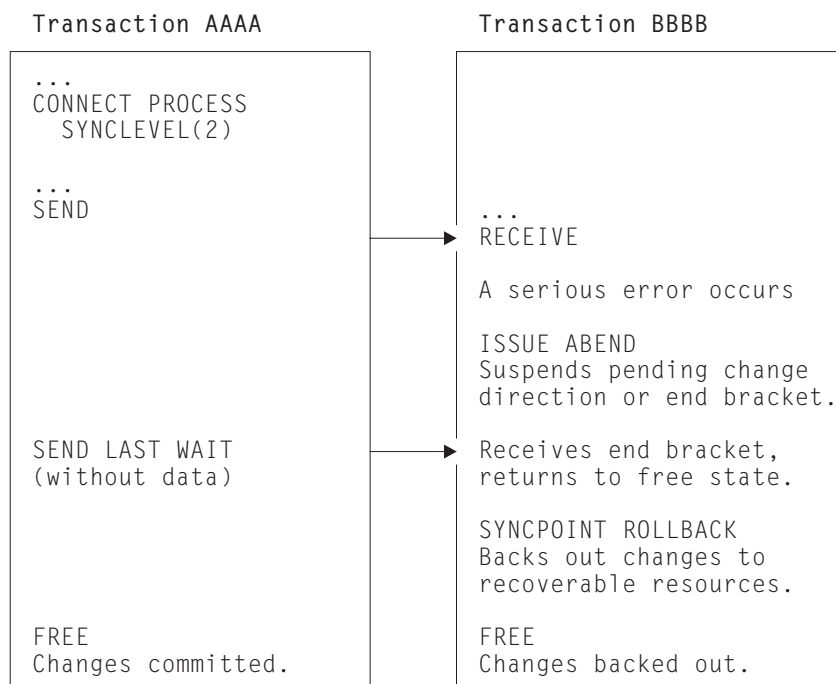 Transaction AAAA
...
CONNECT PROCESS
SYNCLEVEL(2)
...
SEND
SEND LAST WAIT
(without data)
FREE
Changes committed.
Transaction BBBB
...
RECEIVE
A serious error occurs
ISSUE ABEND
Suspends pending change
direction or end bracket.
Receives end bracket,
returns to free state.
SYNCPOINT ROLLBACK
Backs out changes to
recoverable resources.
FREE
Changes backed out.